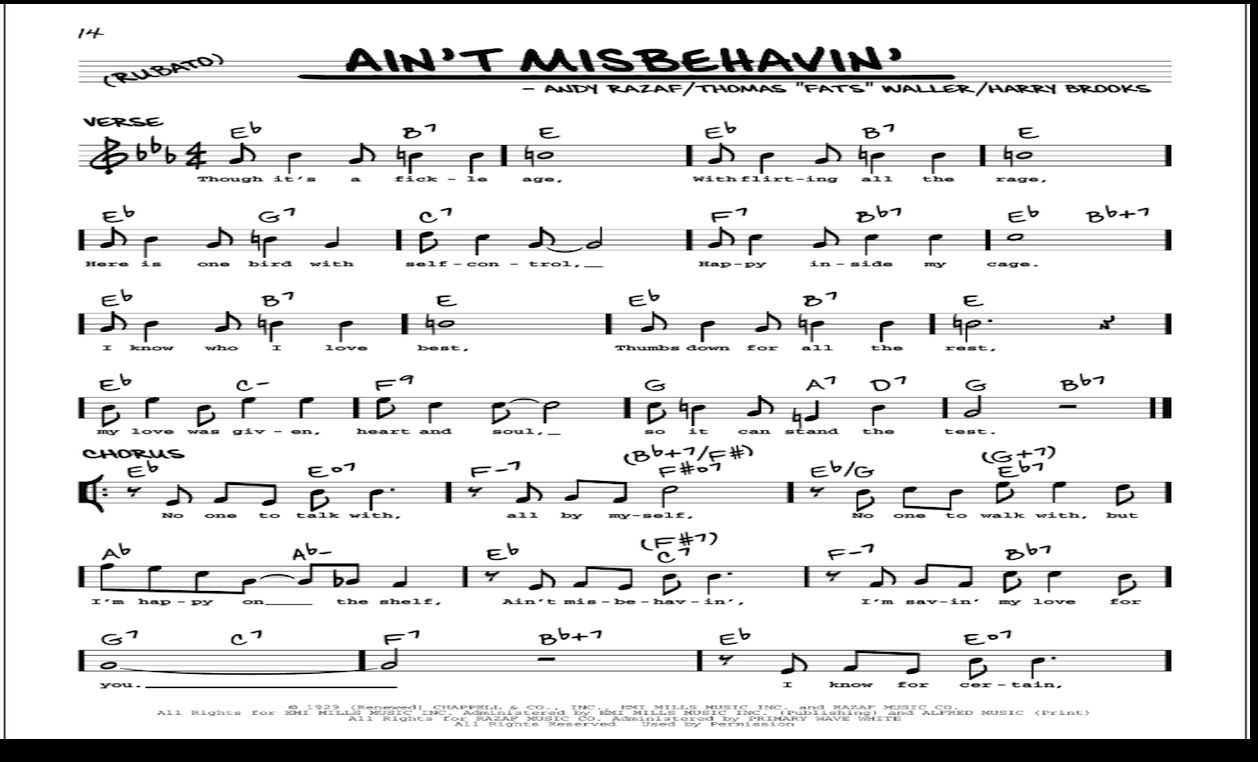 14
(RUBATO)
AIN'T MISBEHAVIN'
- ANDY RAZAF/THOMAS "FATS" WALLER/HARRY BROOKS
VERSE
E♭ B7 E E♭ B7 E
Though it's a fick - le age, With flirt-ing all the rage,
E♭ G7 C7 F7 B♭7 E♭ B♭+7
Here is one bird with self-con - trol,_ Hap-py in-side my cage.
E♭ B7 E E♭ B7 E
I know who I love best, Thumbs down for all the rest,
E♭ C- F9 G A7 D7 G B♭7
my love was giv - en, heart and soul,_ so it can stand the test.
CHORUS
(B♭+7/F#) (G+7)
E♭ E°7 F-7 F#°7 E♭/G E♭7
No one to talk with, all by my-self, No one to walk with, but
(F#7)
A♭ A♭- E♭ C7 F-7 B♭7
I'm hap-py on___ the shelf, Ain't mis-be-hav-in', I'm sav-in' my love for
G7 C7 F7 B♭+7 E♭ E°7
you.___ I know for cer-tain,
© 1929 (Renewed) CHAPPELL & CO., INC., EMI MILLS MUSIC INC. and RAZAF MUSIC CO.
All Rights for EMI MILLS MUSIC INC. Administered by EMI MILLS MUSIC INC. (Publishing) and ALFRED MUSIC (Print)
All Rights for RAZAF MUSIC CO. Administered by PRIMARY WAVE WHITE
All Rights Reserved Used by Permission